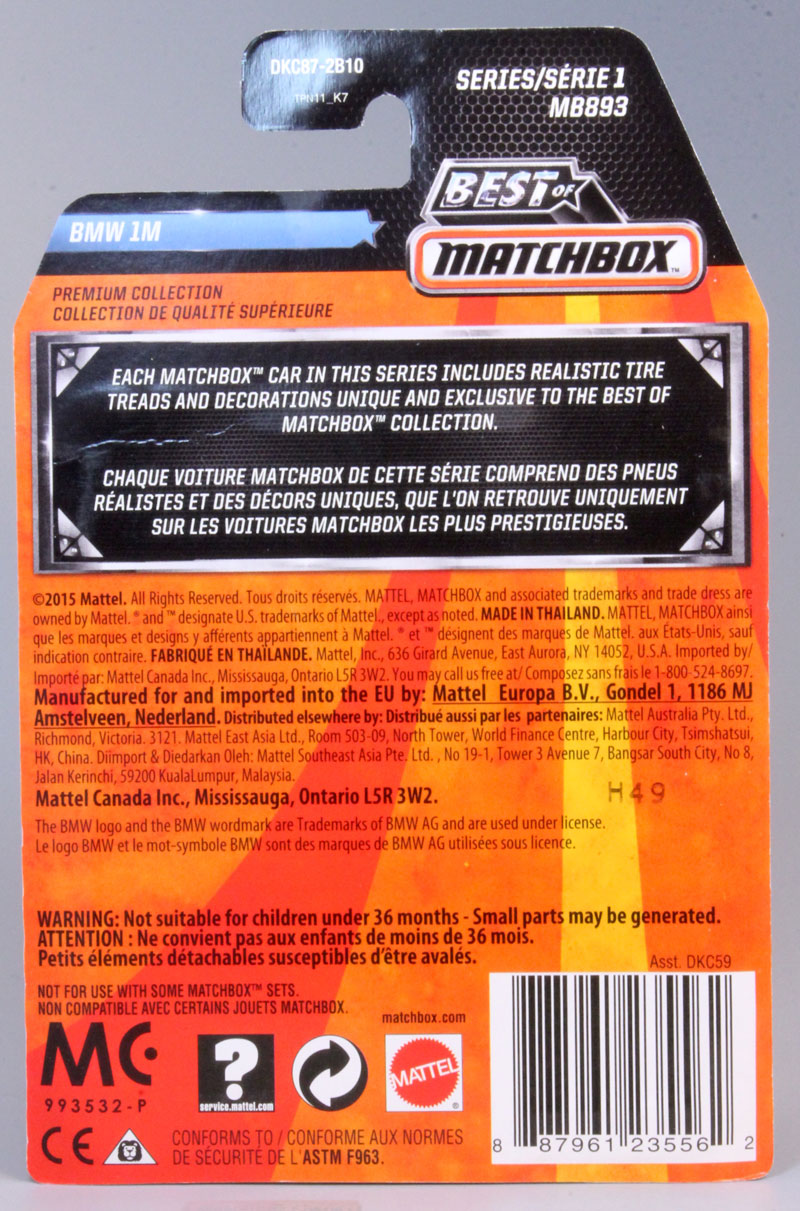 DKC87-2B10
TPN11_K7
SERIES/SÉRIE 1
MB893
BEST OF
MATCHBOX™
BMW 1M
PREMIUM COLLECTION
COLLECTION DE QUALITÉ SUPÉRIEURE
EACH MATCHBOX™ CAR IN THIS SERIES INCLUDES REALISTIC TIRE
TREADS AND DECORATIONS UNIQUE AND EXCLUSIVE TO THE BEST OF
MATCHBOX™ COLLECTION.
CHAQUE VOITURE MATCHBOX DE CETTE SÉRIE COMPREND DES PNEUS
RÉALISTES ET DES DÉCORS UNIQUES, QUE L'ON RETROUVE UNIQUEMENT
SUR LES VOITURES MATCHBOX LES PLUS PRESTIGIEUSES.
©2015 Mattel. All Rights Reserved. Tous droits réservés. MATTEL, MATCHBOX and associated trademarks and trade dress are
owned by Mattel. ® and ™ designate U.S. trademarks of Mattel., except as noted. MADE IN THAILAND. MATTEL, MATCHBOX ainsi
que les marques et designs y afférents appartiennent à Mattel. ® et ™ désignent des marques de Mattel. aux États-Unis, sauf
indication contraire. FABRIQUÉ EN THAÏLANDE. Mattel, Inc., 636 Girard Avenue, East Aurora, NY 14052, U.S.A. Imported by/
Importé par: Mattel Canada Inc., Mississauga, Ontario L5R 3W2. You may call us free at/ Composez sans frais le 1-800-524-8697.
Manufactured for and imported into the EU by: Mattel Europa B.V., Gondel 1, 1186 MJ
Amstelveen, Nederland. Distributed elsewhere by: Distribué aussi par les partenaires: Mattel Australia Pty. Ltd.,
Richmond, Victoria. 3121. Mattel East Asia Ltd., Room 503-09, North Tower, World Finance Centre, Harbour City, Tsimshatsui,
HK, China. Diimport & Diedarkan Oleh: Mattel Southeast Asia Pte. Ltd. , No 19-1, Tower 3 Avenue 7, Bangsar South City, No 8,
Jalan Kerinchi, 59200 KualaLumpur, Malaysia.
Mattel Canada Inc., Mississauga, Ontario L5R 3W2.
H49
The BMW logo and the BMW wordmark are Trademarks of BMW AG and are used under license.
Le logo BMW et le mot-symbole BMW sont des marques de BMW AG utilisées sous licence.
WARNING: Not suitable for children under 36 months - Small parts may be generated.
ATTENTION : Ne convient pas aux enfants de moins de 36 mois.
Petits éléments détachables susceptibles d'être avalés.
Asst. DKC59
NOT FOR USE WITH SOME MATCHBOX™ SETS.
NON COMPATIBLE AVEC CERTAINS JOUETS MATCHBOX.
matchbox.com
MC
993532-P
?
service.mattel.com
MATTEL®
CE
CONFORMS TO / CONFORME AUX NORMES
DE SÉCURITÉ DE L'ASTM F963.
8 87961 23556 2